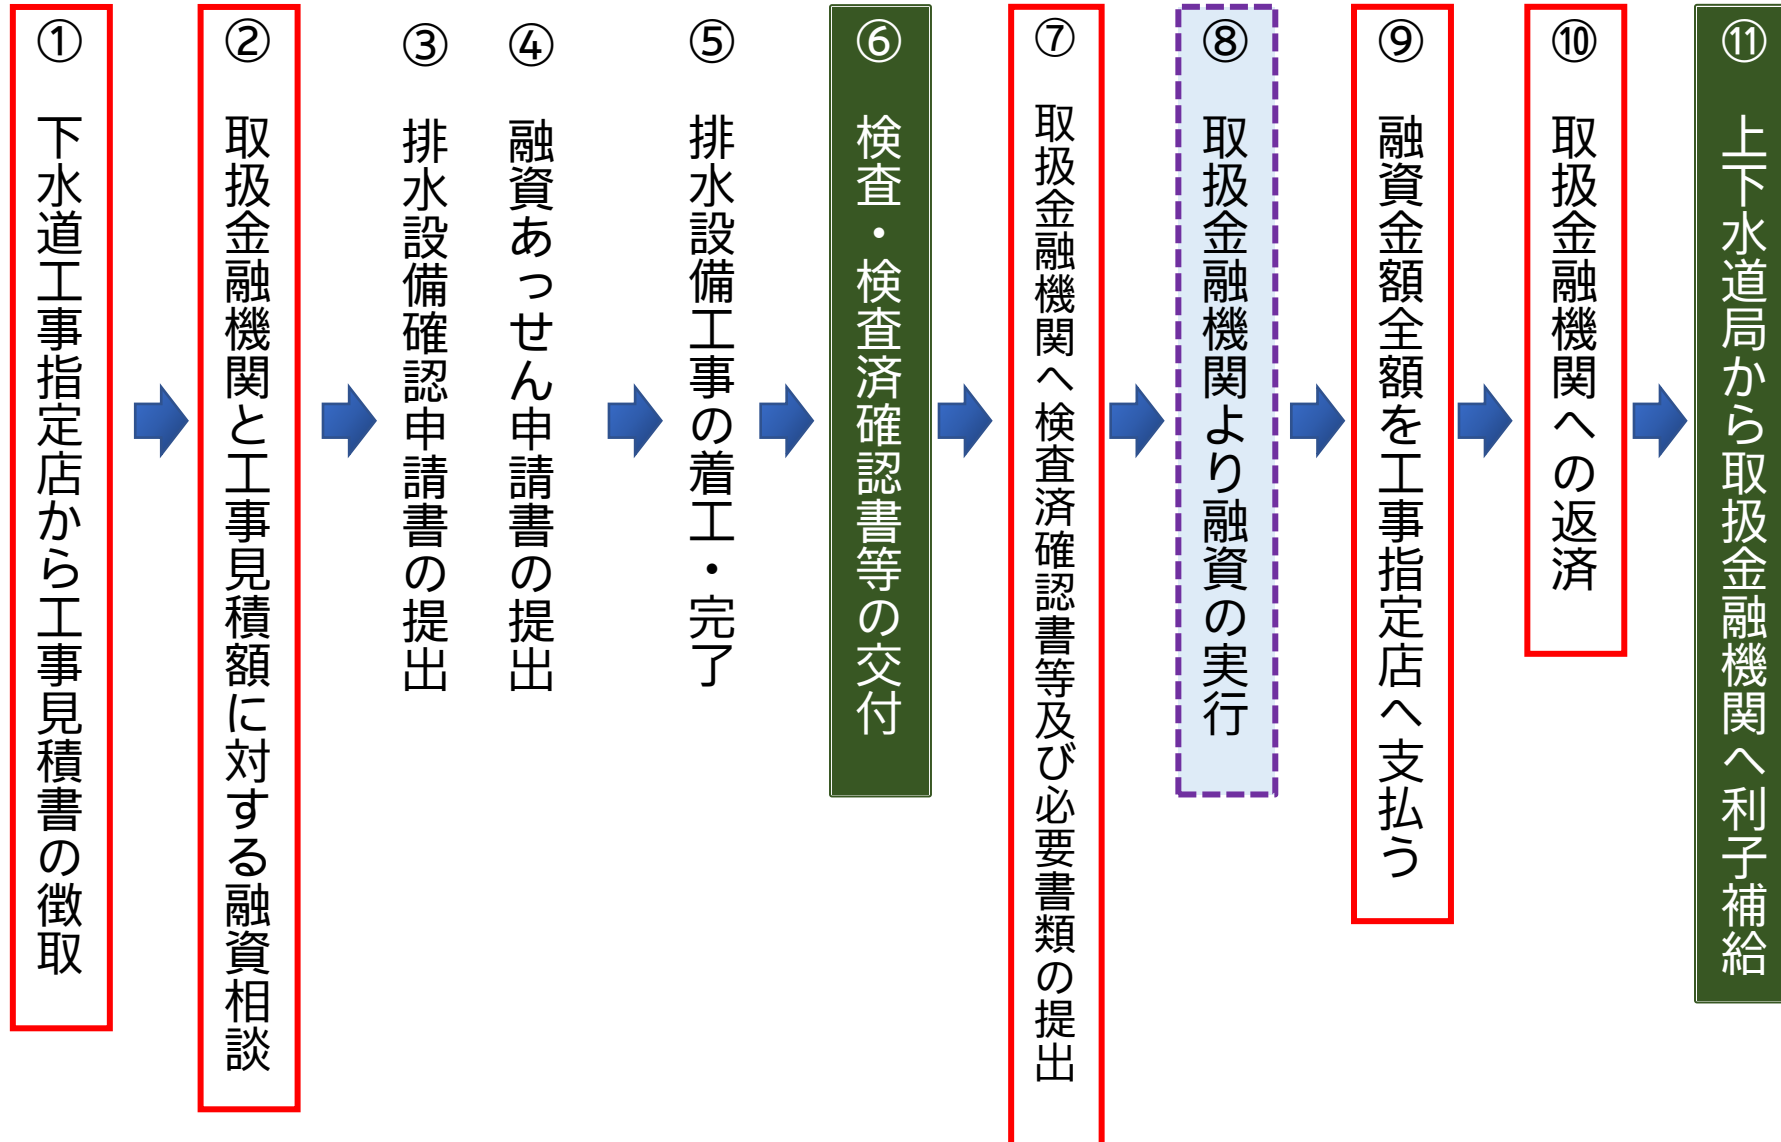 ① 下水道工事指定店から工事見積書の徴取
② 取扱金融機関と工事見積額に対する融資相談
③ 排水設備確認申請書の提出
④ 融資あっせん申請書の提出
⑤ 排水設備工事の着工・完了
⑥ 検査・検査済確認書等の交付
⑦ 取扱金融機関へ検査済確認書等及び必要書類の提出
⑧ 取扱金融機関より融資の実行
⑨ 融資金額全額を工事指定店へ支払う
⑩ 取扱金融機関への返済
⑪ 上下水道局から取扱金融機関へ利子補給